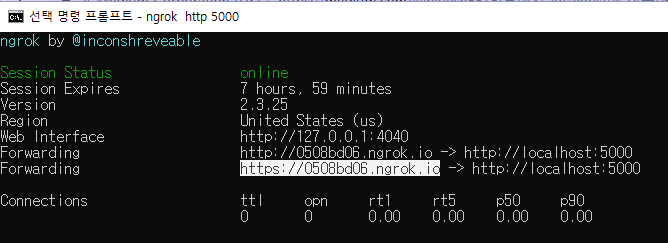 선택 명령 프롬프트 - ngrok http 5000
ngrok by @inconshreveable
Session Status online
Session Expires 7 hours, 59 minutes
Version 2.3.25
Region United States (us)
Web Interface http://127.0.0.1:4040
Forwarding http://0508bd06.ngrok.io -> http://localhost:5000
Forwarding https://0508bd06.ngrok.io -> http://localhost:5000
Connections ttl opn rt1 rt5 p50 p90
0 0 0.00 0.00 0.00 0.00